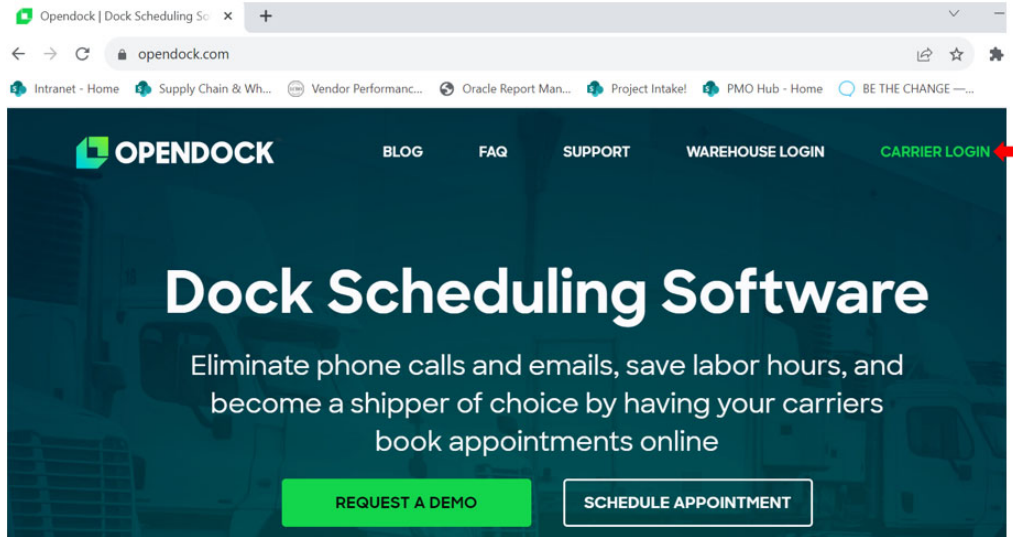 Opendock | Dock Scheduling So
opendock.com
Intranet - Home Supply Chain & Wh... Vendor Performanc... Oracle Report Man... Project Intake! PMO Hub - Home BE THE CHANGE —...
OPENDOCK BLOG FAQ SUPPORT WAREHOUSE LOGIN CARRIER LOGIN
Dock Scheduling Software
Eliminate phone calls and emails, save labor hours, and
become a shipper of choice by having your carriers
book appointments online
REQUEST A DEMO SCHEDULE APPOINTMENT